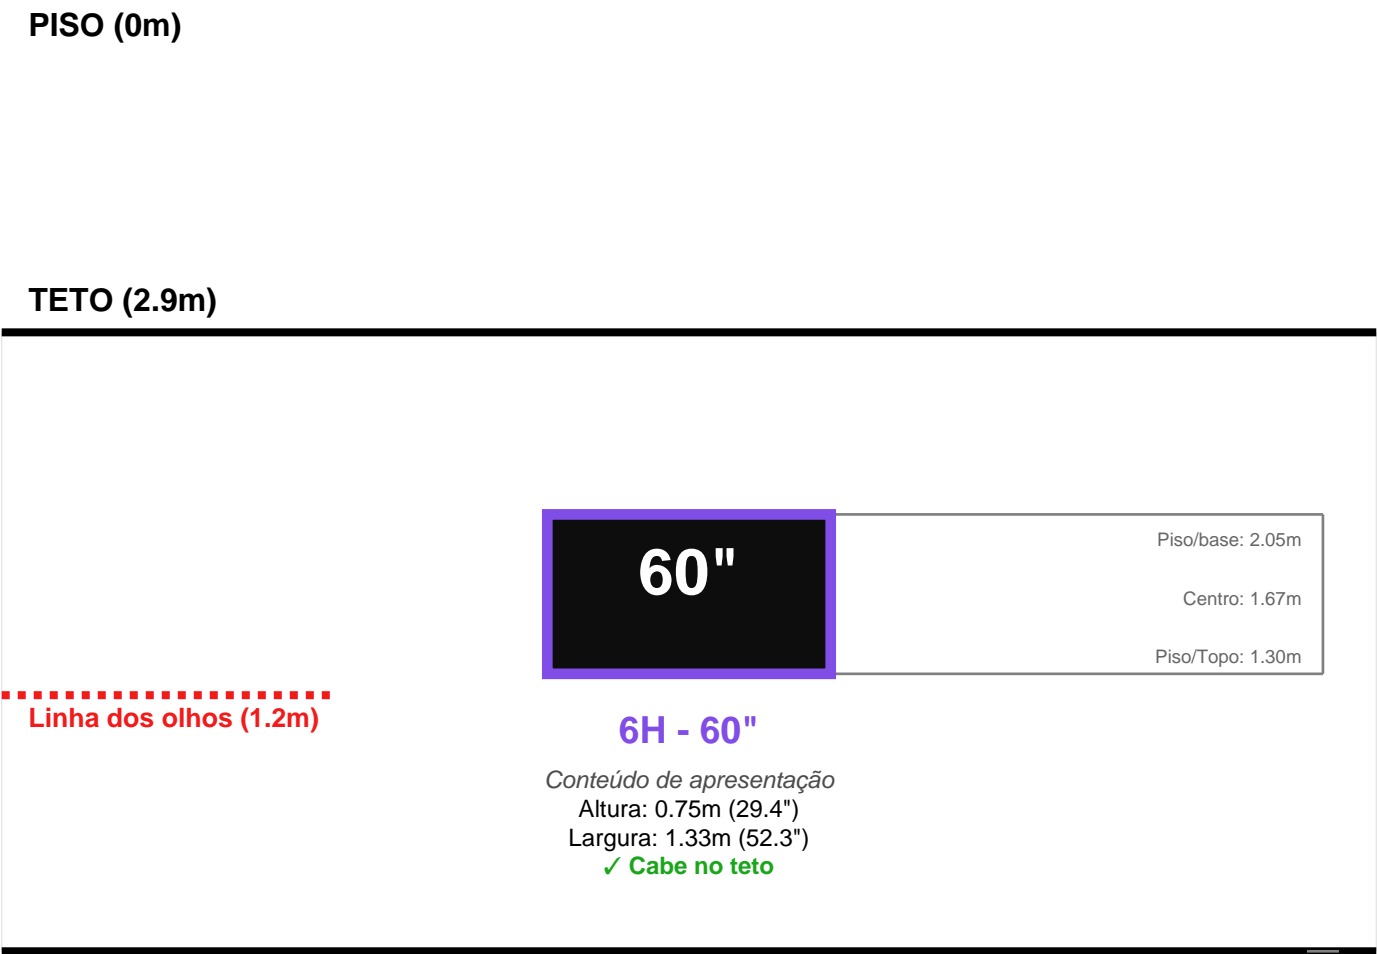 PISO (0m)
TETO (2.9m)
60"
Piso/base: 2.05m
Centro: 1.67m
Piso/Topo: 1.30m
Linha dos olhos (1.2m)
6H - 60"
Conteúdo de apresentação
Altura: 0.75m (29.4")
Largura: 1.33m (52.3")
✓ Cabe no teto